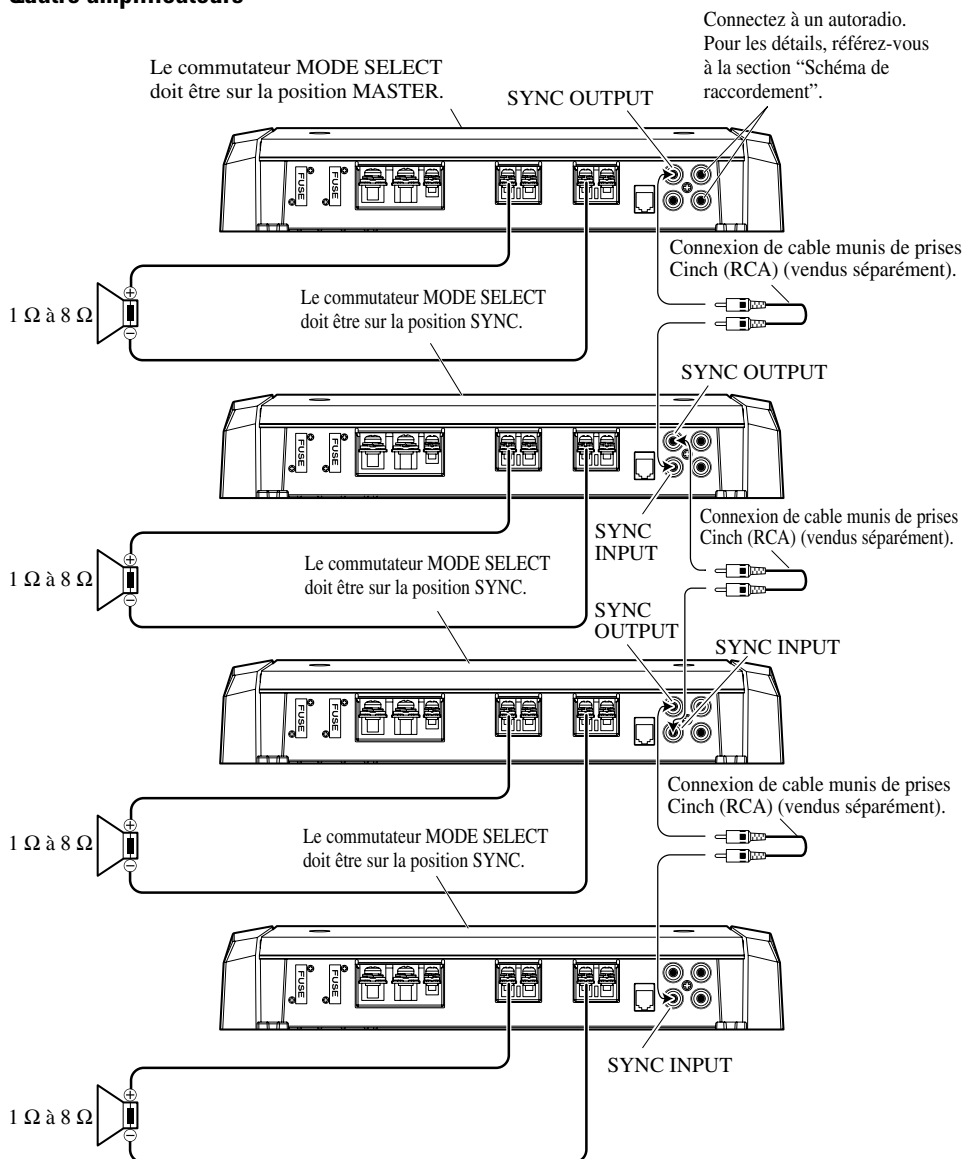 Quatre amplificateurs
Connectez à un autoradio.
Pour les détails, référez-vous
à la section “Schéma de
raccordement”.
Le commutateur MODE SELECT
doit être sur la position MASTER.
SYNC OUTPUT
FUSE
FUSE
Connexion de cable munis de prises
Cinch (RCA) (vendus séparément).
1 Ω à 8 Ω
+
−
Le commutateur MODE SELECT
doit être sur la position SYNC.
SYNC OUTPUT
FUSE
FUSE
SYNC
INPUT
Connexion de cable munis de prises
Cinch (RCA) (vendus séparément).
1 Ω à 8 Ω
+
−
Le commutateur MODE SELECT
doit être sur la position SYNC.
SYNC
OUTPUT
SYNC INPUT
FUSE
FUSE
Connexion de cable munis de prises
Cinch (RCA) (vendus séparément).
1 Ω à 8 Ω
+
−
Le commutateur MODE SELECT
doit être sur la position SYNC.
FUSE
FUSE
SYNC INPUT
1 Ω à 8 Ω
+
−